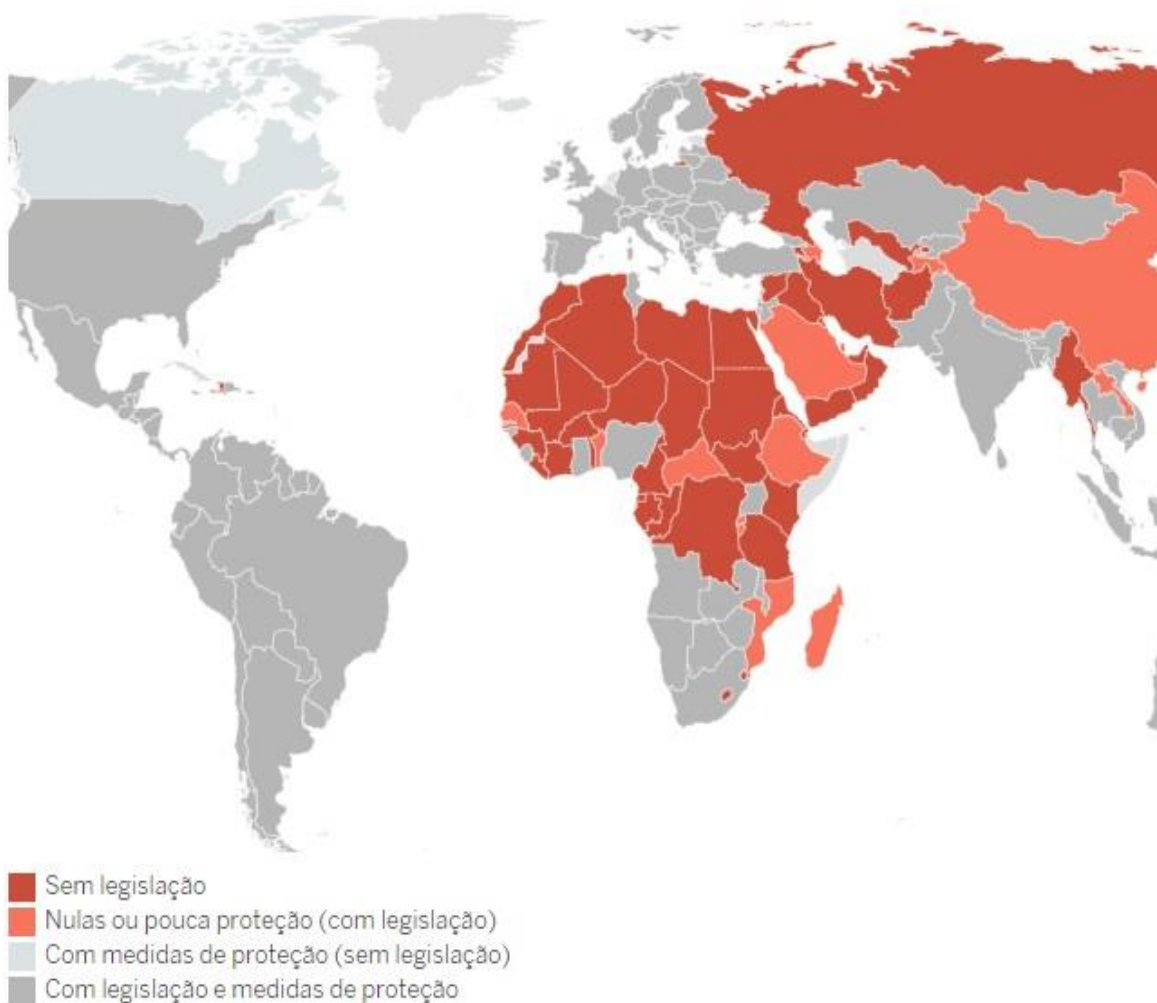 Sem legislação
Nulas ou pouca proteção (com legislação)
Com medidas de proteção (sem legislação)
Com legislação e medidas de proteção